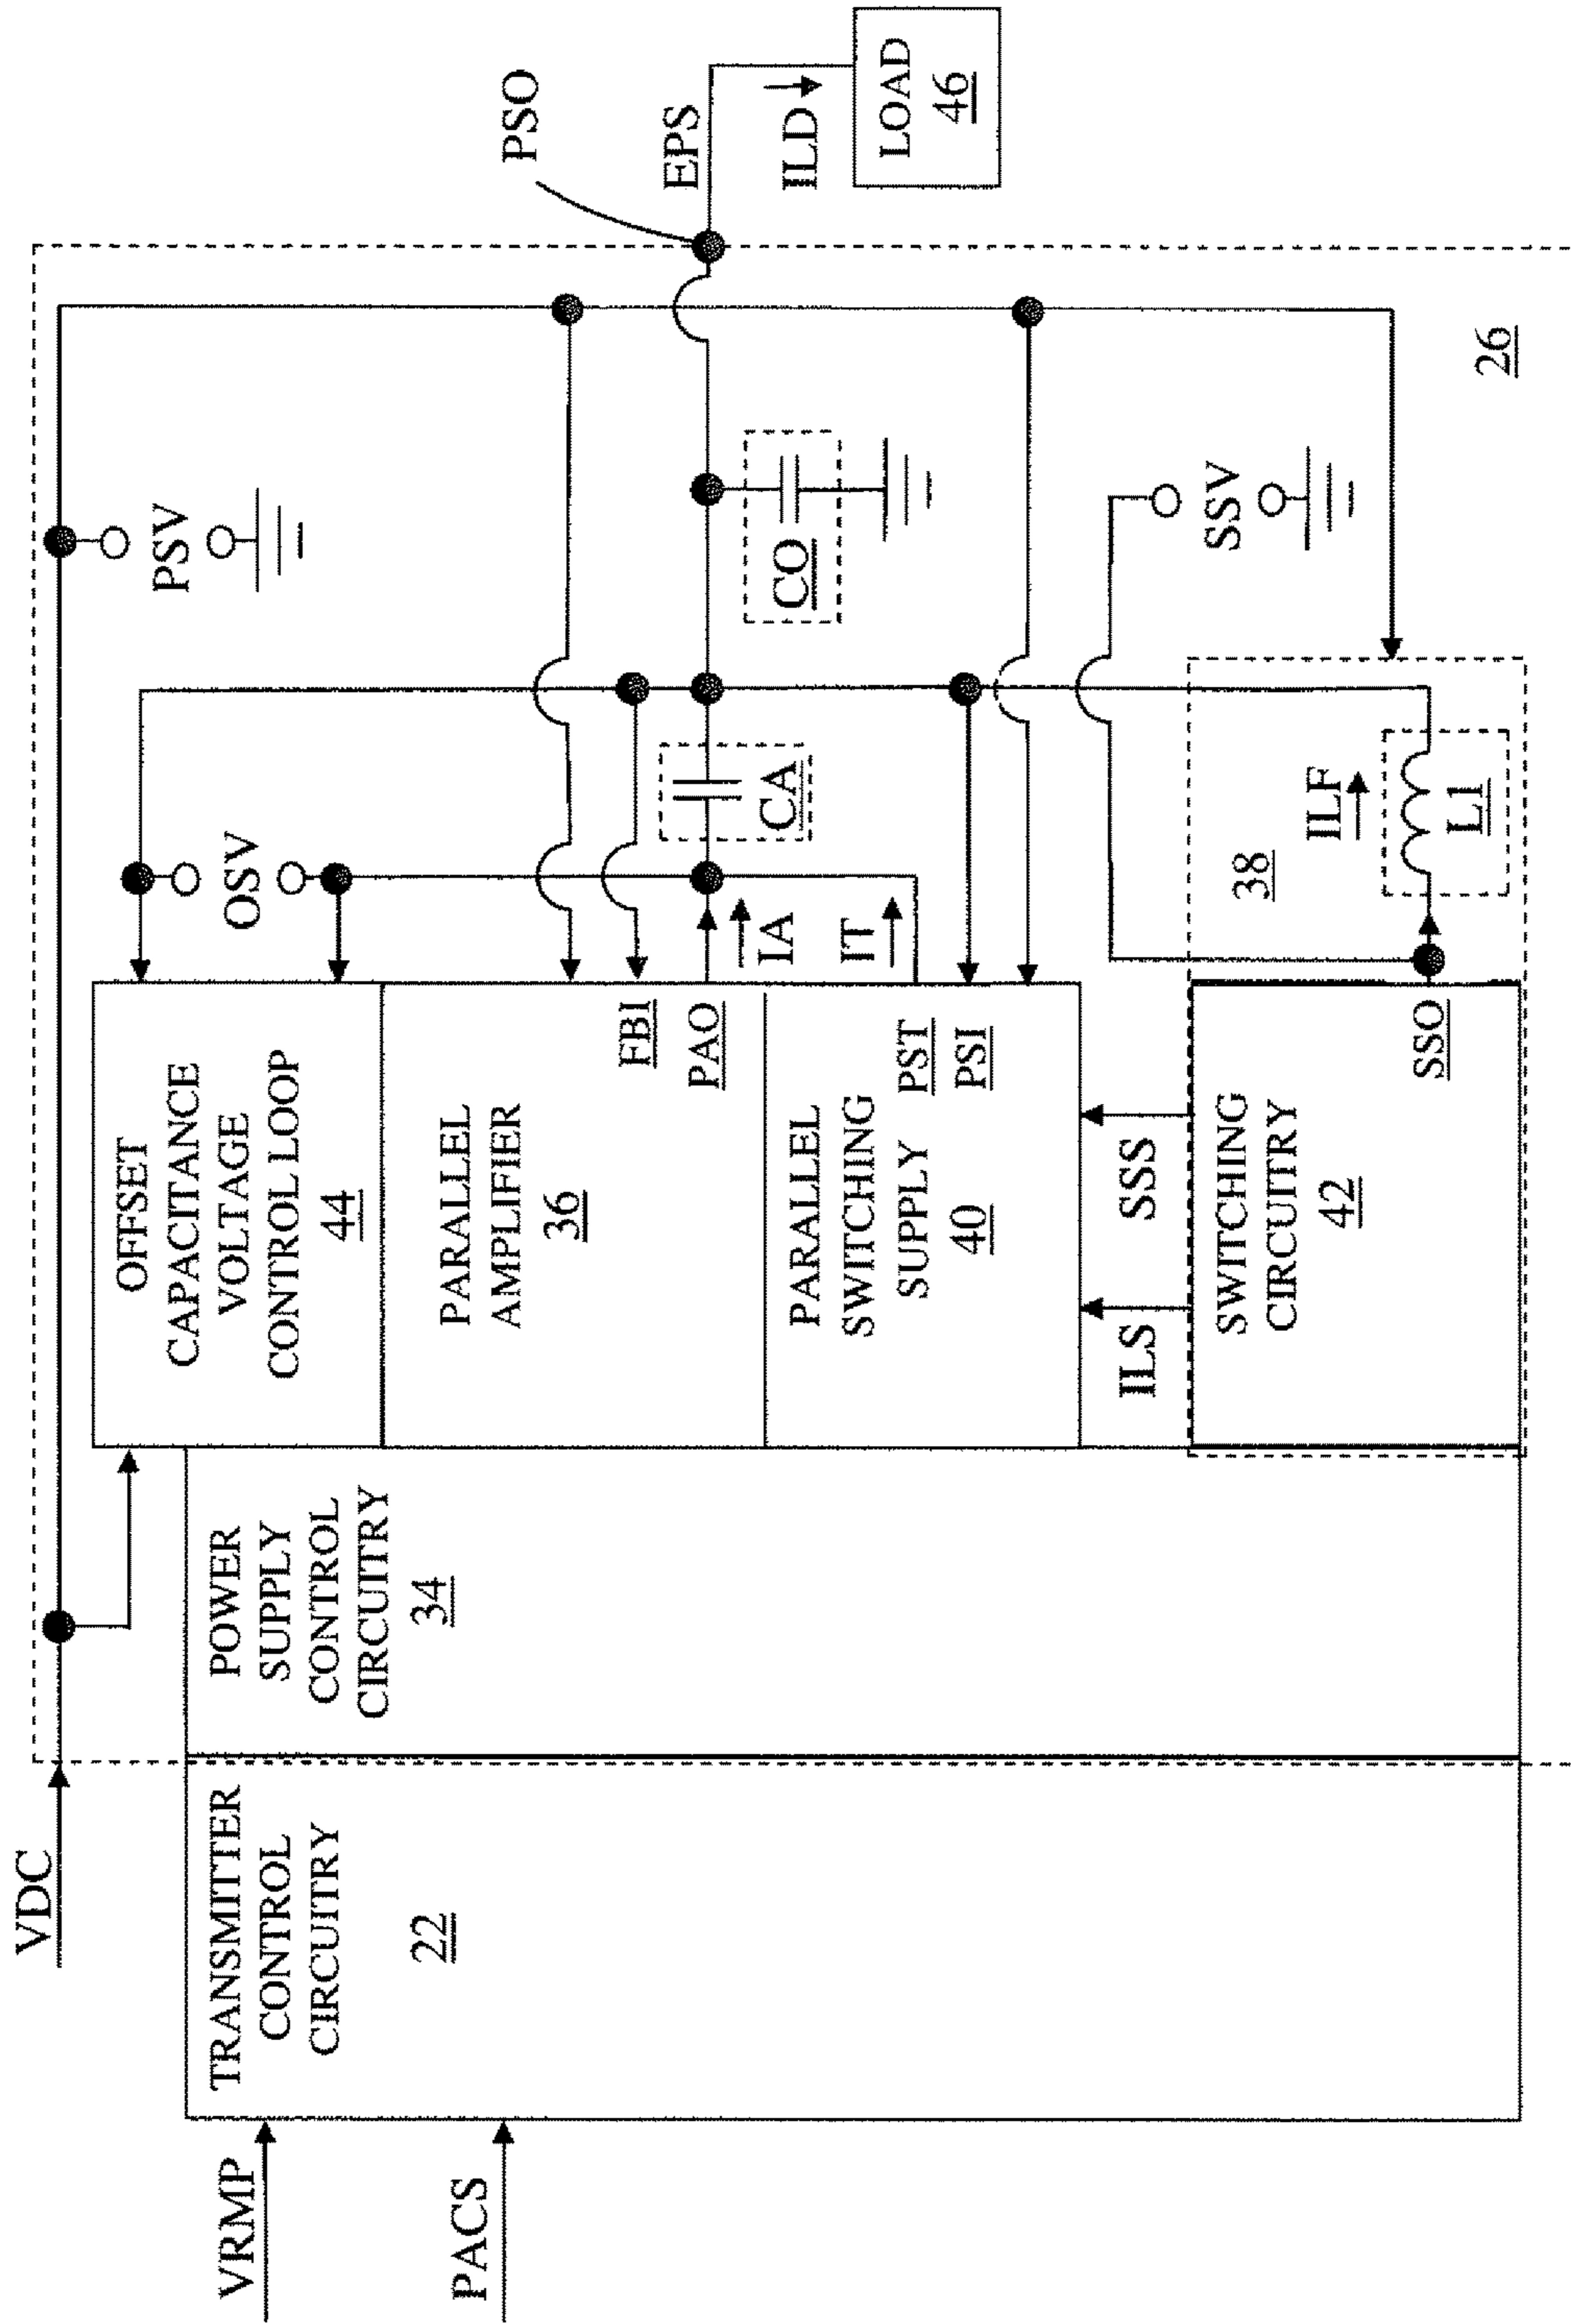 VDC
VRMP
PACS
TRANSMITTER
CONTROL
CIRCUITRY
22
POWER
SUPPLY
CONTROL
CIRCUITRY
34
OFFSET
CAPACITANCE
VOLTAGE
CONTROL LOOP
44
PARALLEL
AMPLIFIER
36
FBI
PAO
PARALLEL
SWITCHING
SUPPLY
40
PST
PSI
ILS
SSS
SWITCHING
CIRCUITRY
42
SSO
OSV
IA
IT
CA
38
ILF
L1
PSV
CO
SSV
26
PSO
EPS
ILD
LOAD
46